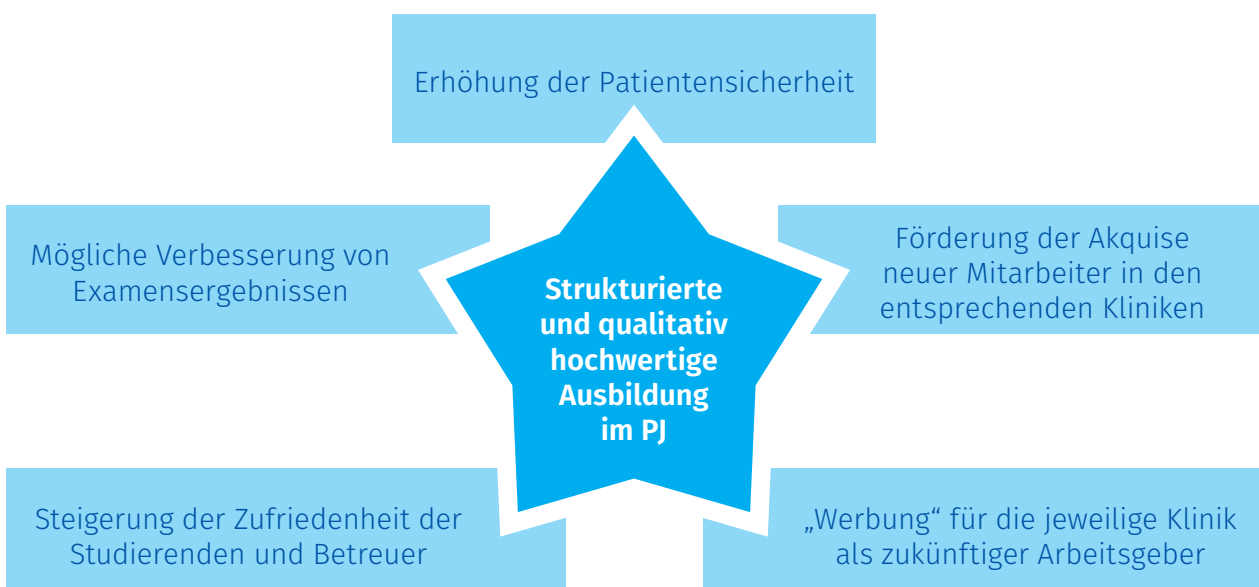 Erhöhung der Patientensicherheit
Mögliche Verbesserung von
Examensergebnissen
Förderung der Akquise
neuer Mitarbeiter in den
entsprechenden Kliniken
Strukturierte
und qualitativ
hochwertige
Ausbildung
im PJ
Steigerung der Zufriedenheit der
Studierenden und Betreuer
„Werbung“ für die jeweilige Klinik
als zukünftiger Arbeitsgeber